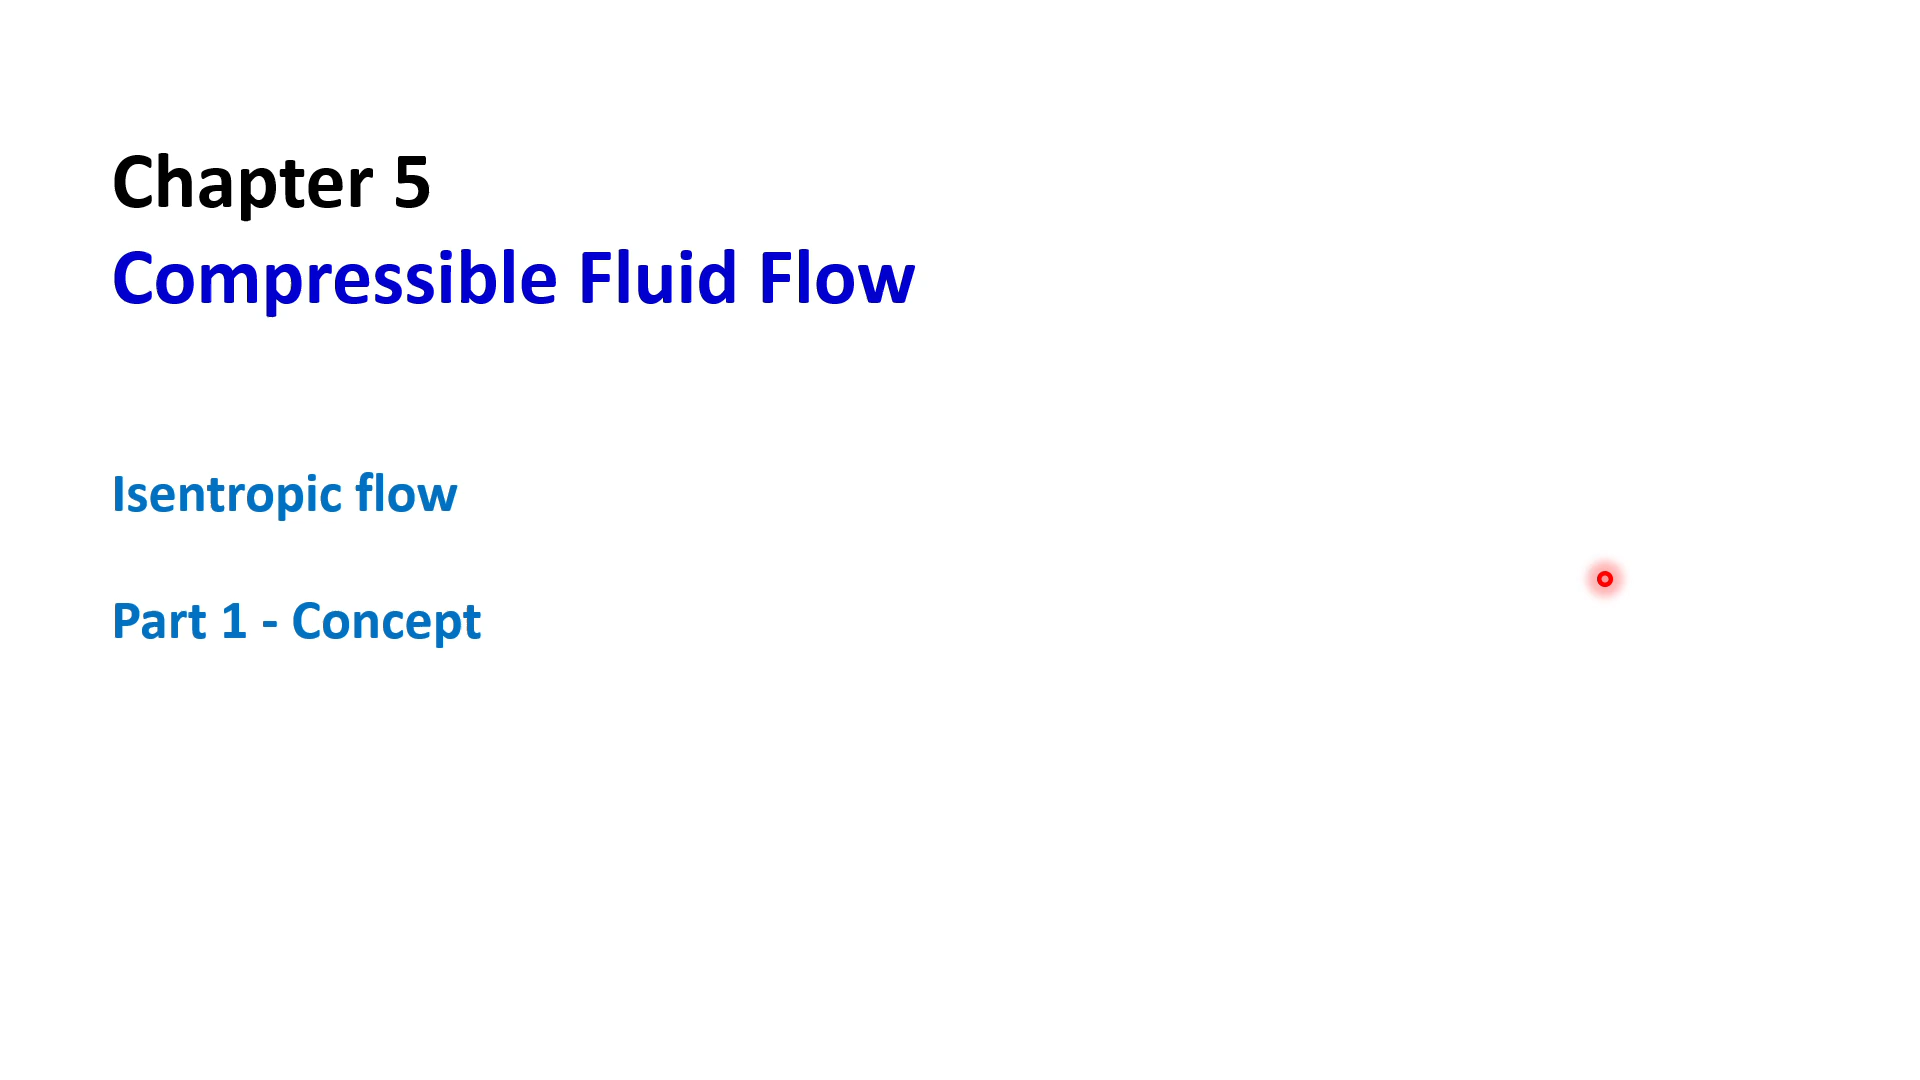 Chapter 5
Compressible Fluid Flow
Isentropic flow
Part 1 - Concept